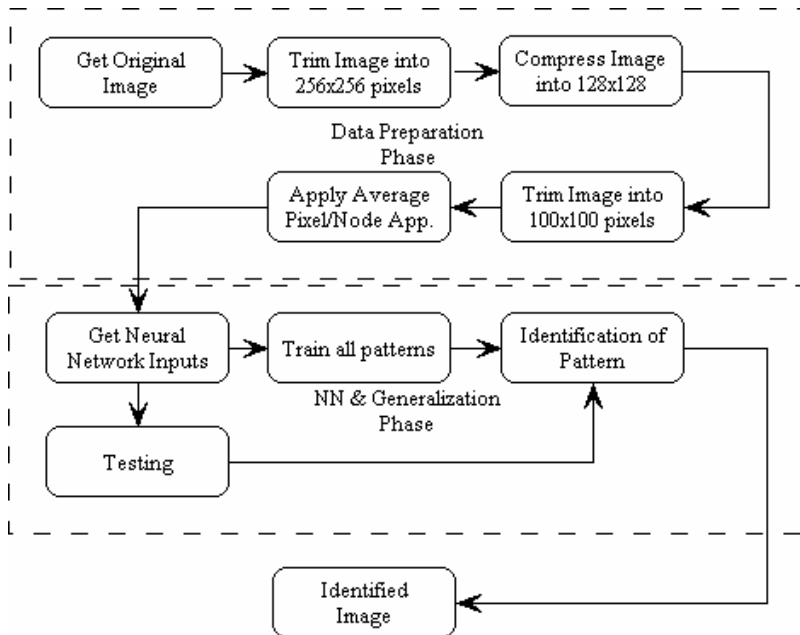 Get Original
Image
Trim Image into
256x256 pixels
Compress Image
into 128x128
Data Preparation
Phase
Apply Average
Pixel/Node App.
Trim Image into
100x100 pixels
Get Neural
Network Inputs
Train all patterns
Identification of
Pattern
NN & Generalization
Phase
Testing
Identified
Image